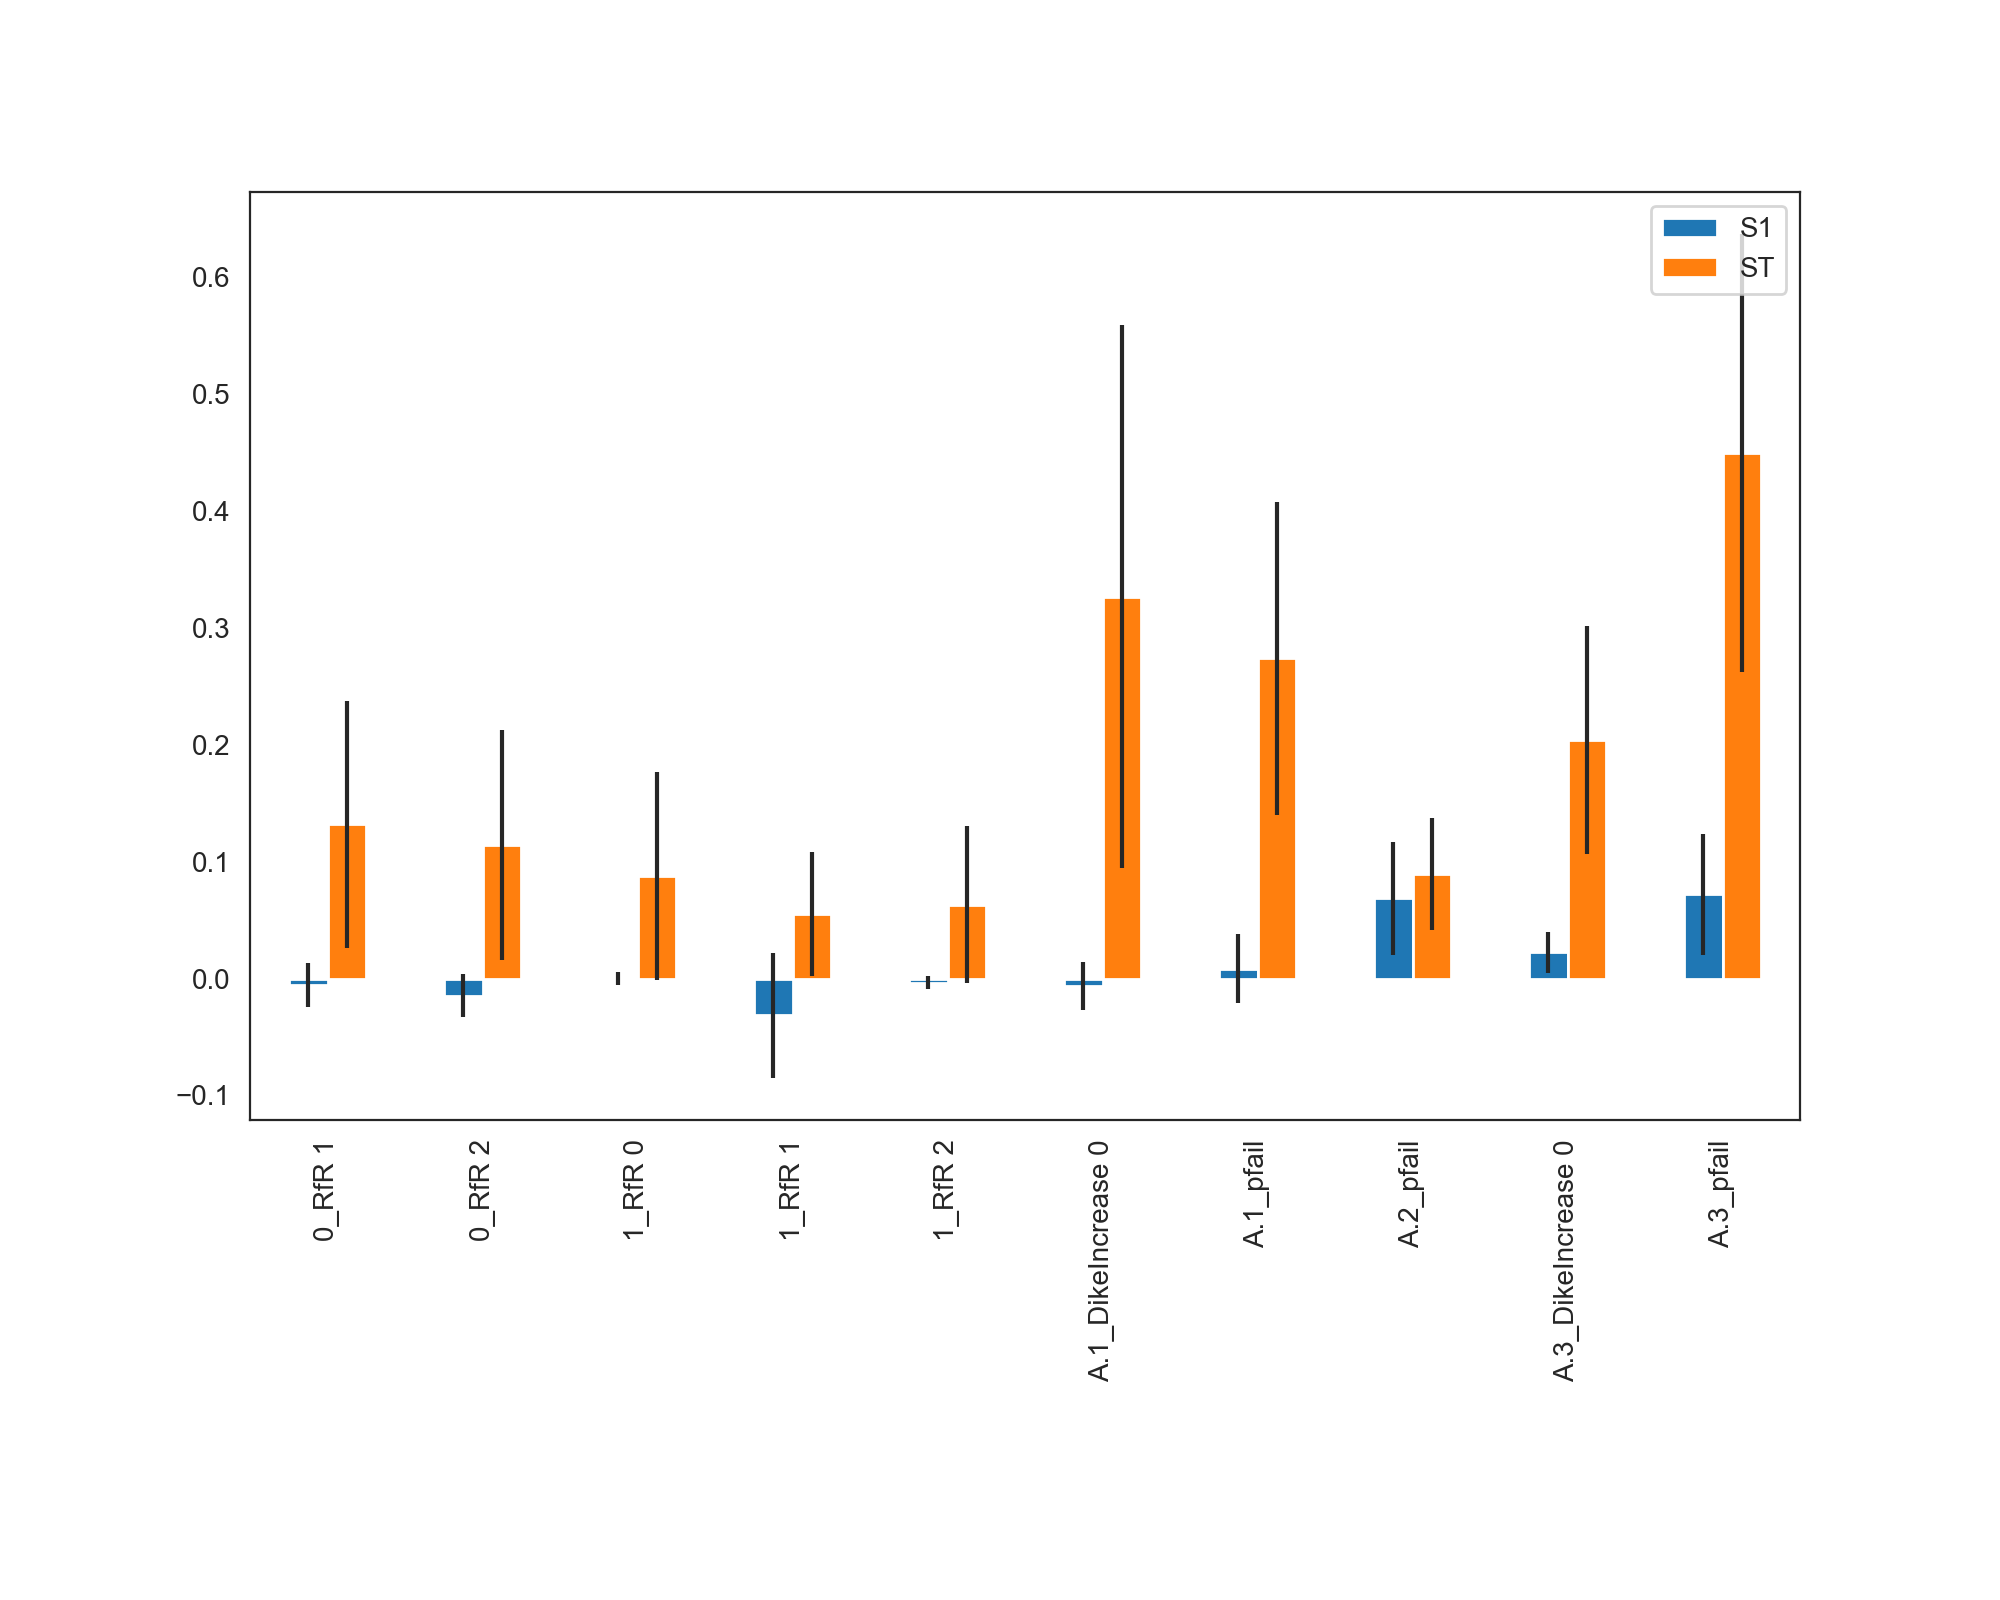 S1
ST
0.6
0.5
0.4
0.3
0.2
0.1
0.0
−0.1
0_RfR 1
0_RfR 2
1_RfR 0
1_RfR 1
1_RfR 2
A.1_DikeIncrease 0
A.1_pfail
A.2_pfail
A.3_DikeIncrease 0
A.3_pfail